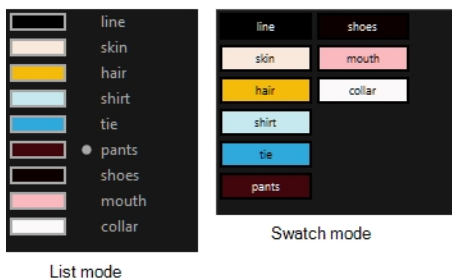 line
skin
hair
shirt
tie
pants
shoes
mouth
collar
List mode
line shoes
skin mouth
hair collar
shirt
tie
pants
Swatch mode